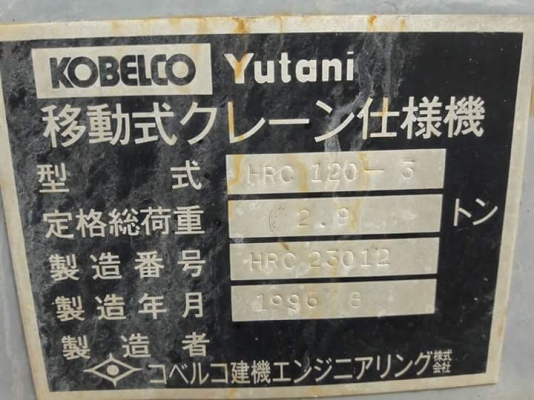 KOBELCO Yutani
移動式クレーン仕様機
型式 HRC 120-3
定格総荷重 2.9 トン
製造番号 HRC 23012
製造年月 1996 8
製造者
コベルコ建機エンジニアリング株式会社